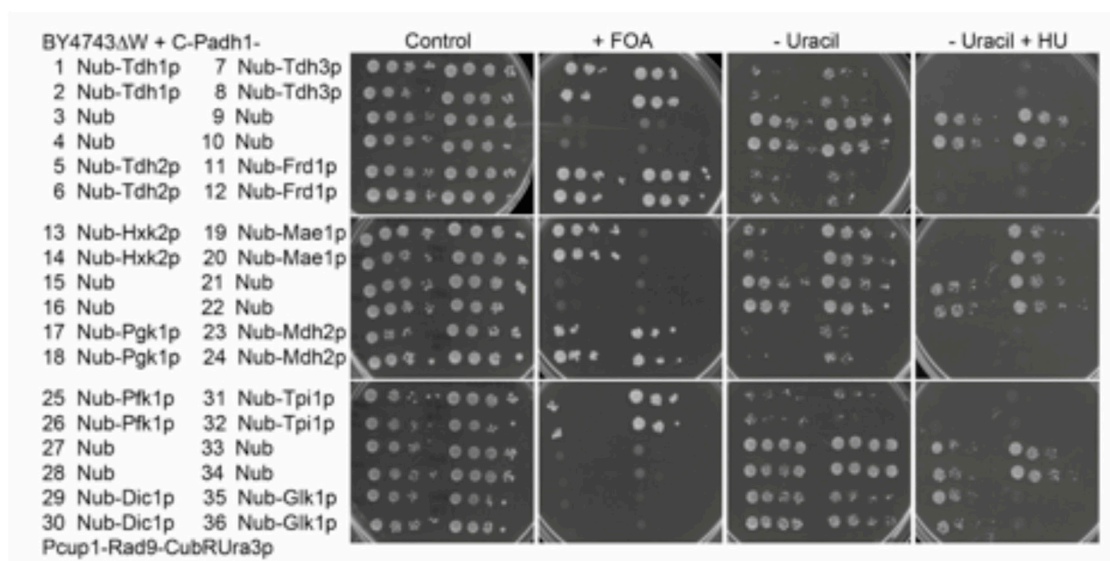 BY4743ΔW + C-Padh1-
Control + FOA - Uracil - Uracil + HU
1 Nub-Tdh1p 7 Nub-Tdh3p
2 Nub-Tdh1p 8 Nub-Tdh3p
3 Nub 9 Nub
4 Nub 10 Nub
5 Nub-Tdh2p 11 Nub-Frd1p
6 Nub-Tdh2p 12 Nub-Frd1p
13 Nub-Hxk2p 19 Nub-Mae1p
14 Nub-Hxk2p 20 Nub-Mae1p
15 Nub 21 Nub
16 Nub 22 Nub
17 Nub-Pgk1p 23 Nub-Mdh2p
18 Nub-Pgk1p 24 Nub-Mdh2p
25 Nub-Pfk1p 31 Nub-Tpi1p
26 Nub-Pfk1p 32 Nub-Tpi1p
27 Nub 33 Nub
28 Nub 34 Nub
29 Nub-Dic1p 35 Nub-Glk1p
30 Nub-Dic1p 36 Nub-Glk1p
Pcup1-Rad9-CubRUra3p